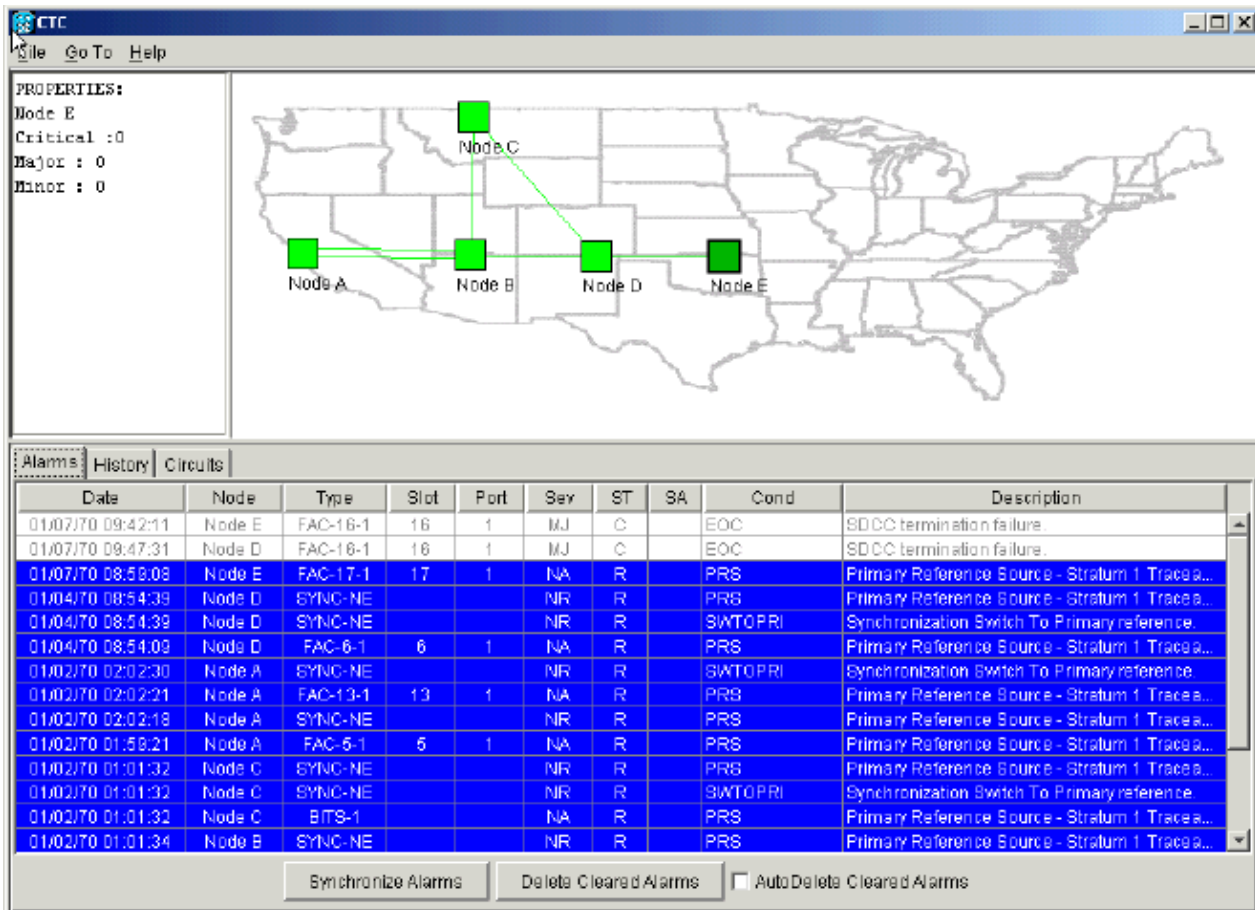 CTC
File Go To Help
PROPERTIES:
Node E
Critical :0
Major : 0
Minor : 0
Node C
Node A
Node B
Node D
Node E
Alarms History Circuits
Date Node Type Slot Port Sev ST SA Cond Description
01/07/70 09:42:11 Node E FAC-16-1 16 1 MJ C EOC SDCC termination failure.
01/07/70 09:47:31 Node D FAC-16-1 16 1 MJ C EOC SDCC termination failure.
01/07/70 08:58:08 Node E FAC-17-1 17 1 NA R PRS Primary Reference Source - Stratum 1 Tracea...
01/04/70 08:54:39 Node D SYNC-NE NR R PRS Primary Reference Source - Stratum 1 Tracea...
01/04/70 08:54:39 Node D SYNC-NE NR R SWTOPRI Synchronization Switch To Primary reference.
01/04/70 08:54:09 Node D FAC-6-1 6 1 NA R PRS Primary Reference Source - Stratum 1 Tracea...
01/02/70 02:02:30 Node A SYNC-NE NR R SWTOPRI Synchronization Switch To Primary reference.
01/02/70 02:02:21 Node A FAC-13-1 13 1 NA R PRS Primary Reference Source - Stratum 1 Tracea...
01/02/70 02:02:18 Node A SYNC-NE NR R PRS Primary Reference Source - Stratum 1 Tracea...
01/02/70 01:58:21 Node A FAC-5-1 5 1 NA R PRS Primary Reference Source - Stratum 1 Tracea...
01/02/70 01:01:32 Node C SYNC-NE NR R PRS Primary Reference Source - Stratum 1 Tracea...
01/02/70 01:01:32 Node C SYNC-NE NR R SWTOPRI Synchronization Switch To Primary reference.
01/02/70 01:01:32 Node C BITS-1 NA R PRS Primary Reference Source - Stratum 1 Tracea...
01/02/70 01:01:34 Node B SYNC-NE NR R PRS Primary Reference Source - Stratum 1 Tracea...
Synchronize Alarms Delete Cleared Alarms AutoDelete Cleared Alarms